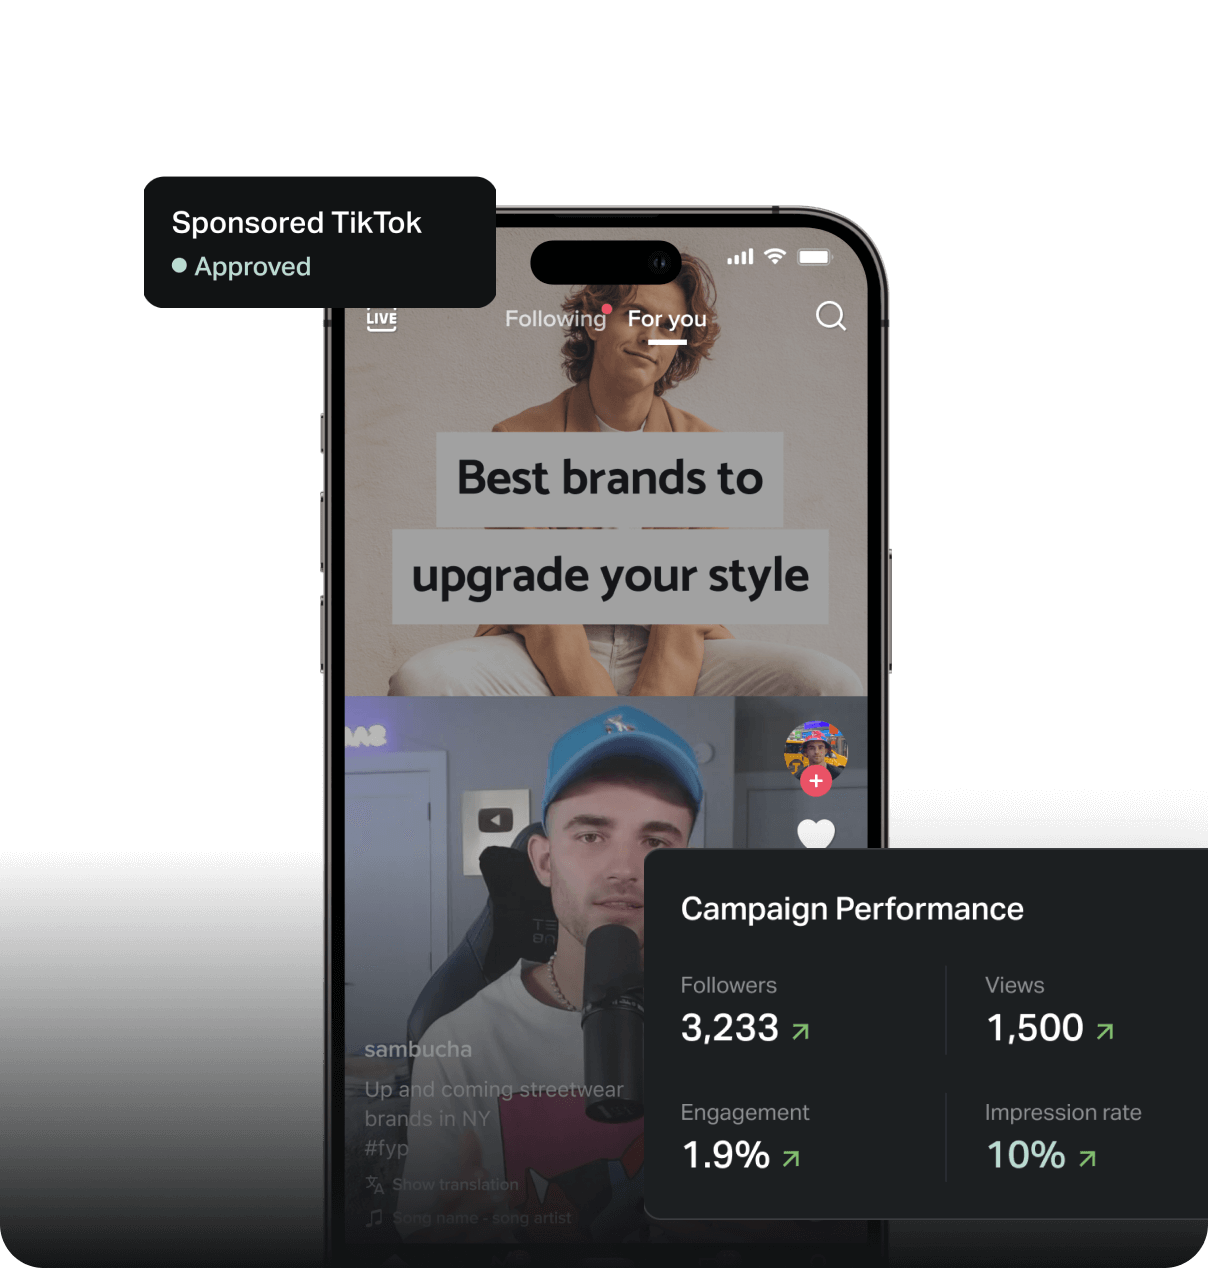 Sponsored TikTok
Approved
LIVE
Following
For you
Best brands to
upgrade your style
Campaign Performance
Followers
3,233
Views
1,500
Engagement
1.9%
Impression rate
10%
sambucha
Up and coming streetwear
brands in NY
#fyp
Show translation
Song name - song artist